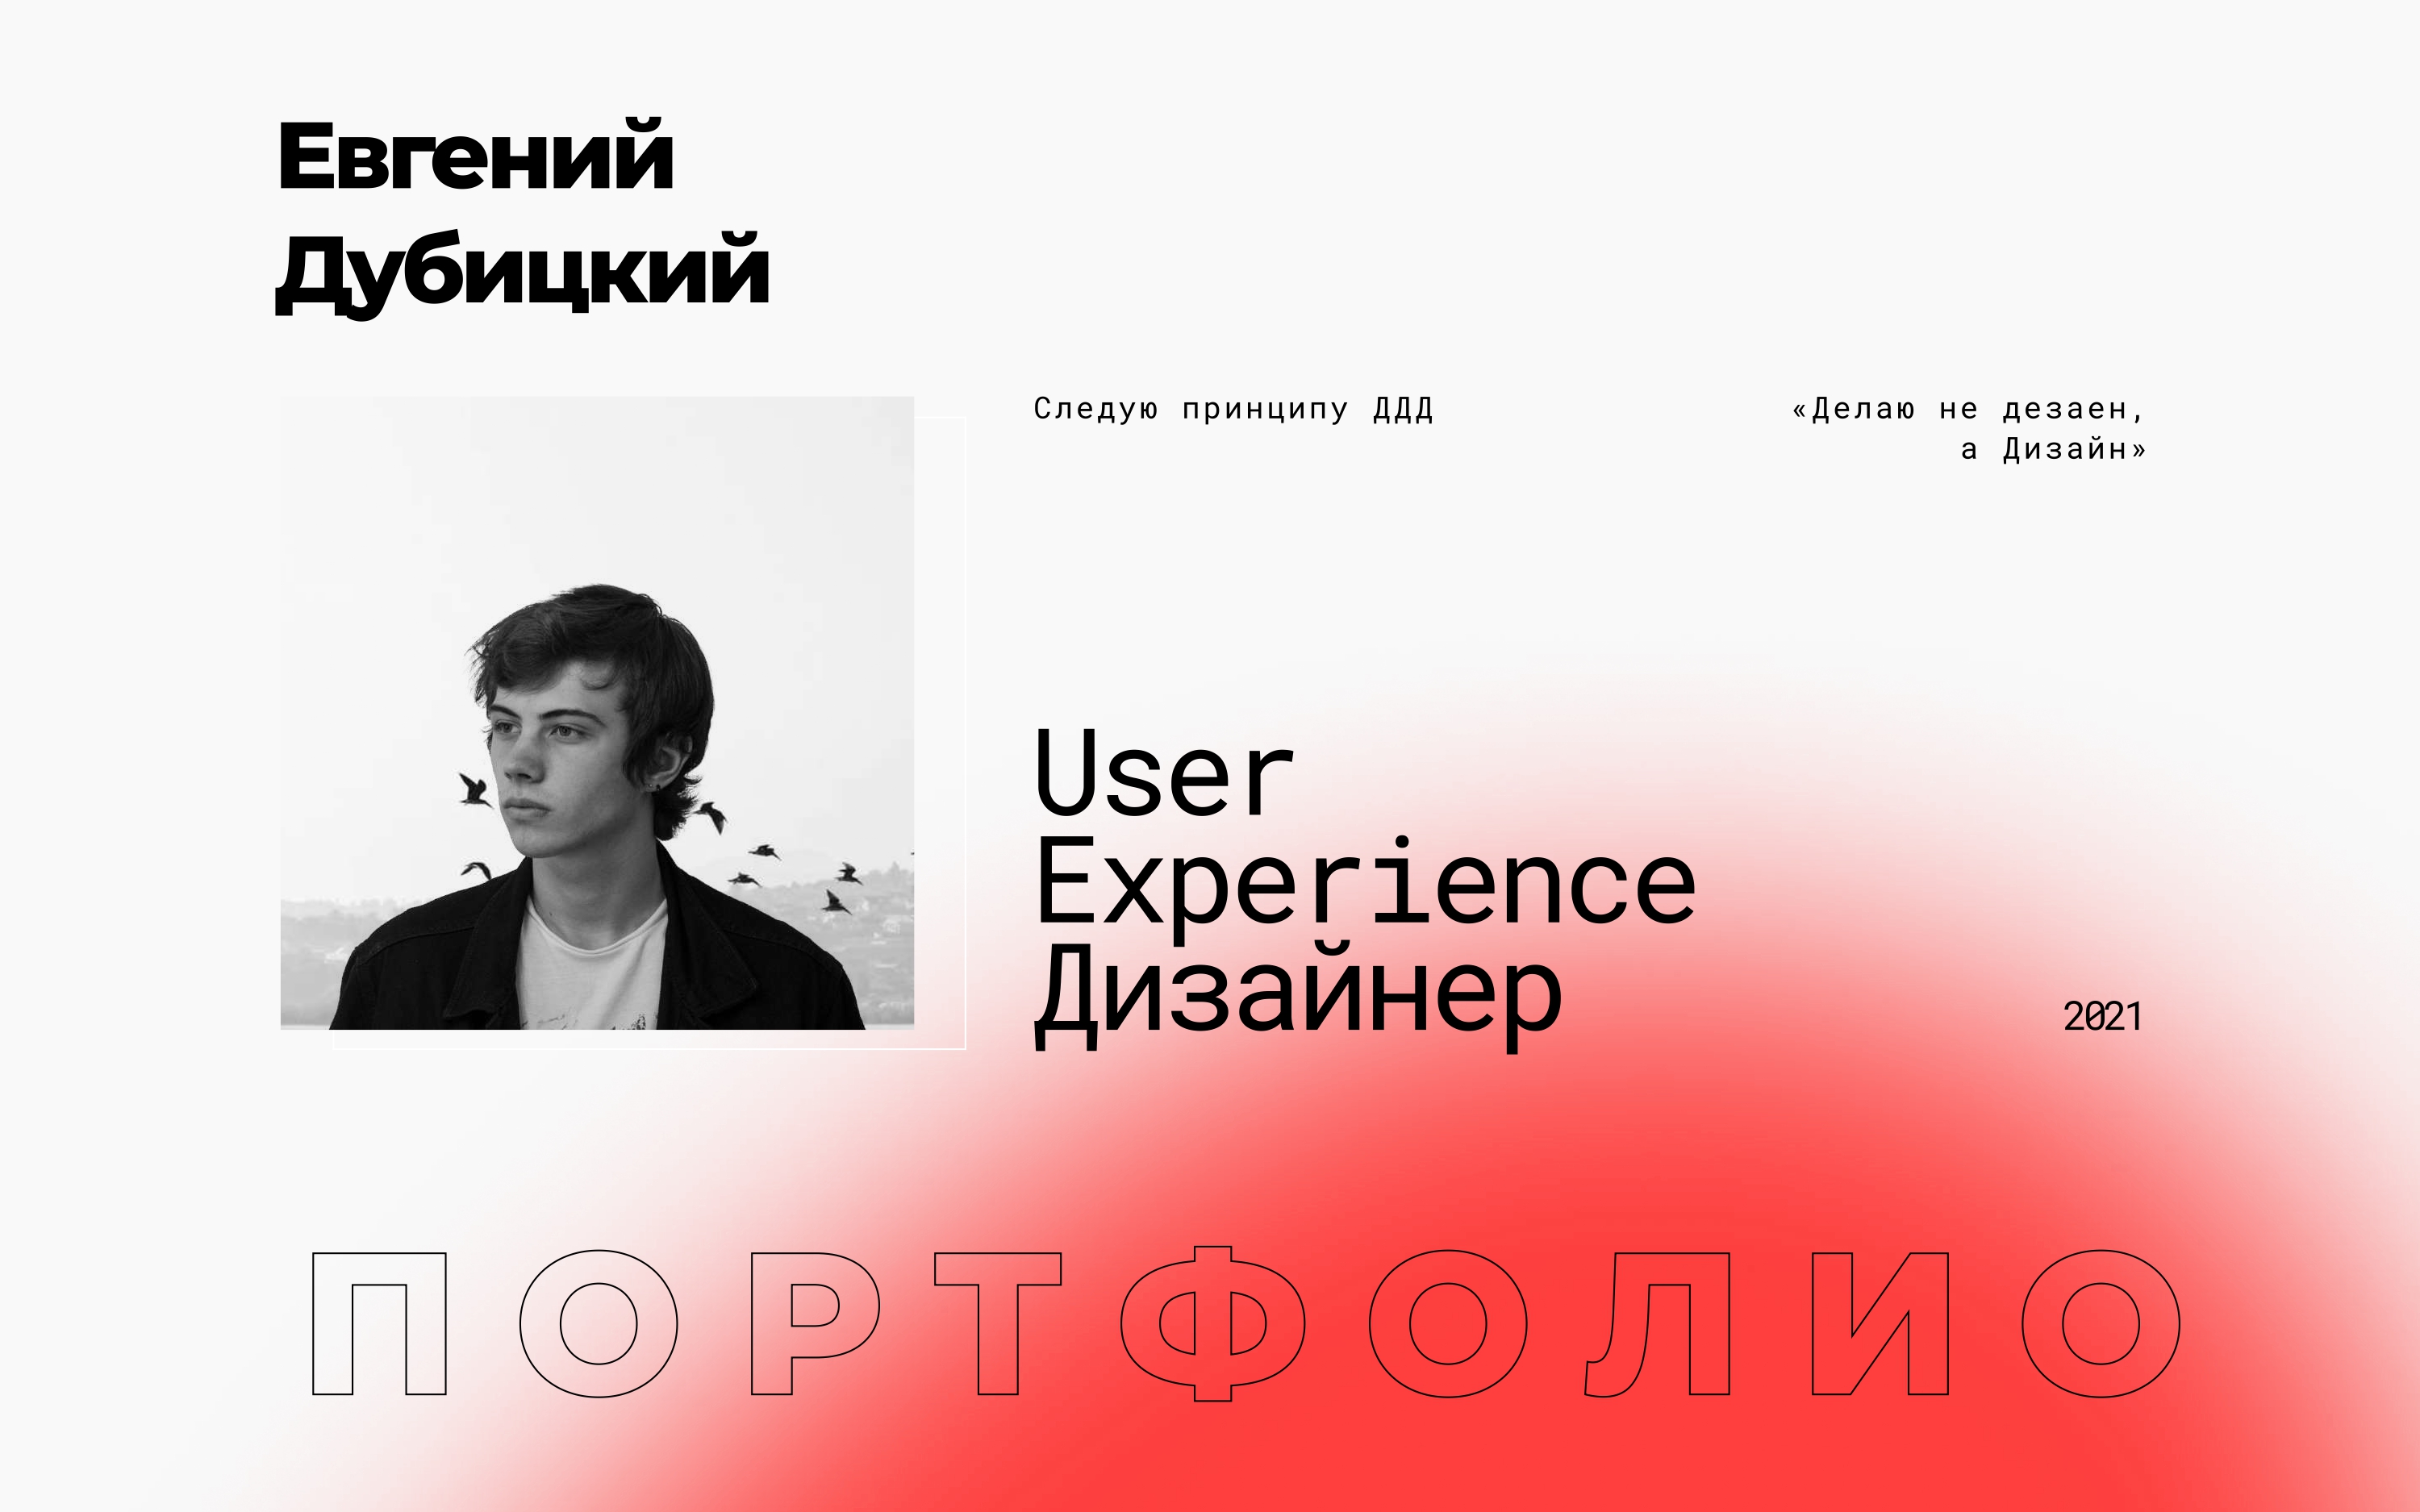 Евгений
Дубицкий
Следую принципу ДДД
«Делаю не дезаен,
а Дизайн»
User
Experience
Дизайнер
2021
ПОРТФОЛИО